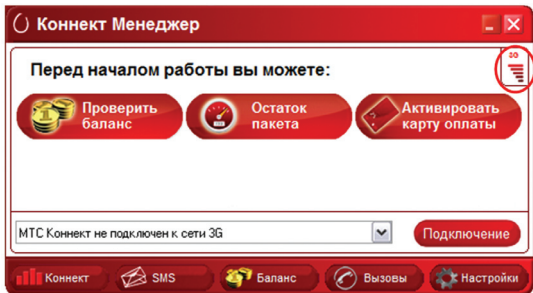 Коннект Менеджер
3G
Перед началом работы вы можете:
Проверить
баланс
Остаток
пакета
Активировать
карту оплаты
МТС Коннект не подключен к сети 3G
Подключение
Коннект
SMS
Баланс
Вызовы
Настройки